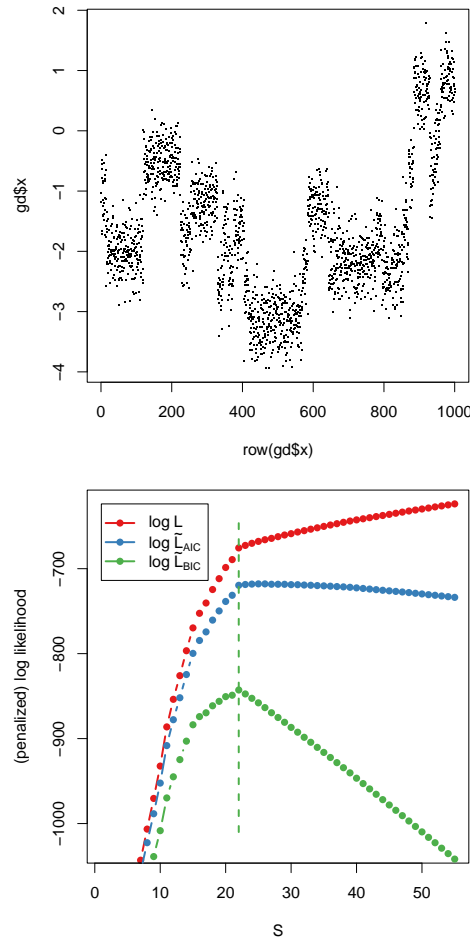 2
1
0
−1
−2
−3
−4
gd$x
0 200 400 600 800 1000
row(gd$x)
log L
log L̃AIC
log L̃BIC
−700
−800
−900
−1000
(penalized) log likelihood
0 10 20 30 40 50
S